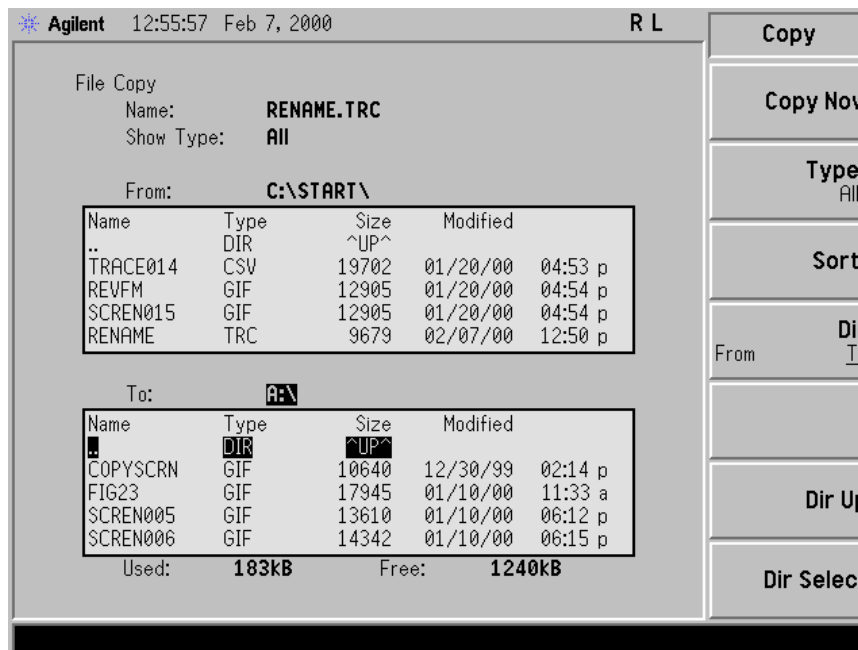 Agilent 12:55:57 Feb 7, 2000 R L
File Copy
Name: RENAME.TRC
Show Type: All
From: C:\START\
Name Type Size Modified
.. DIR ^UP^
TRACE014 CSV 19702 01/20/00 04:53 p
REVFM GIF 12905 01/20/00 04:54 p
SCREN015 GIF 12905 01/20/00 04:54 p
RENAME TRC 9679 02/07/00 12:50 p
To: A:\
Name Type Size Modified
.. DIR ^UP^
COPYSCRN GIF 10640 12/30/99 02:14 p
FIG23 GIF 17945 01/10/00 11:33 a
SCREN005 GIF 13610 01/10/00 06:12 p
SCREN006 GIF 14342 01/10/00 06:15 p
Used: 183kB Free: 1240kB
Copy
Copy Now
Type
All
Sort
Di
From T
Dir Up
Dir Selec